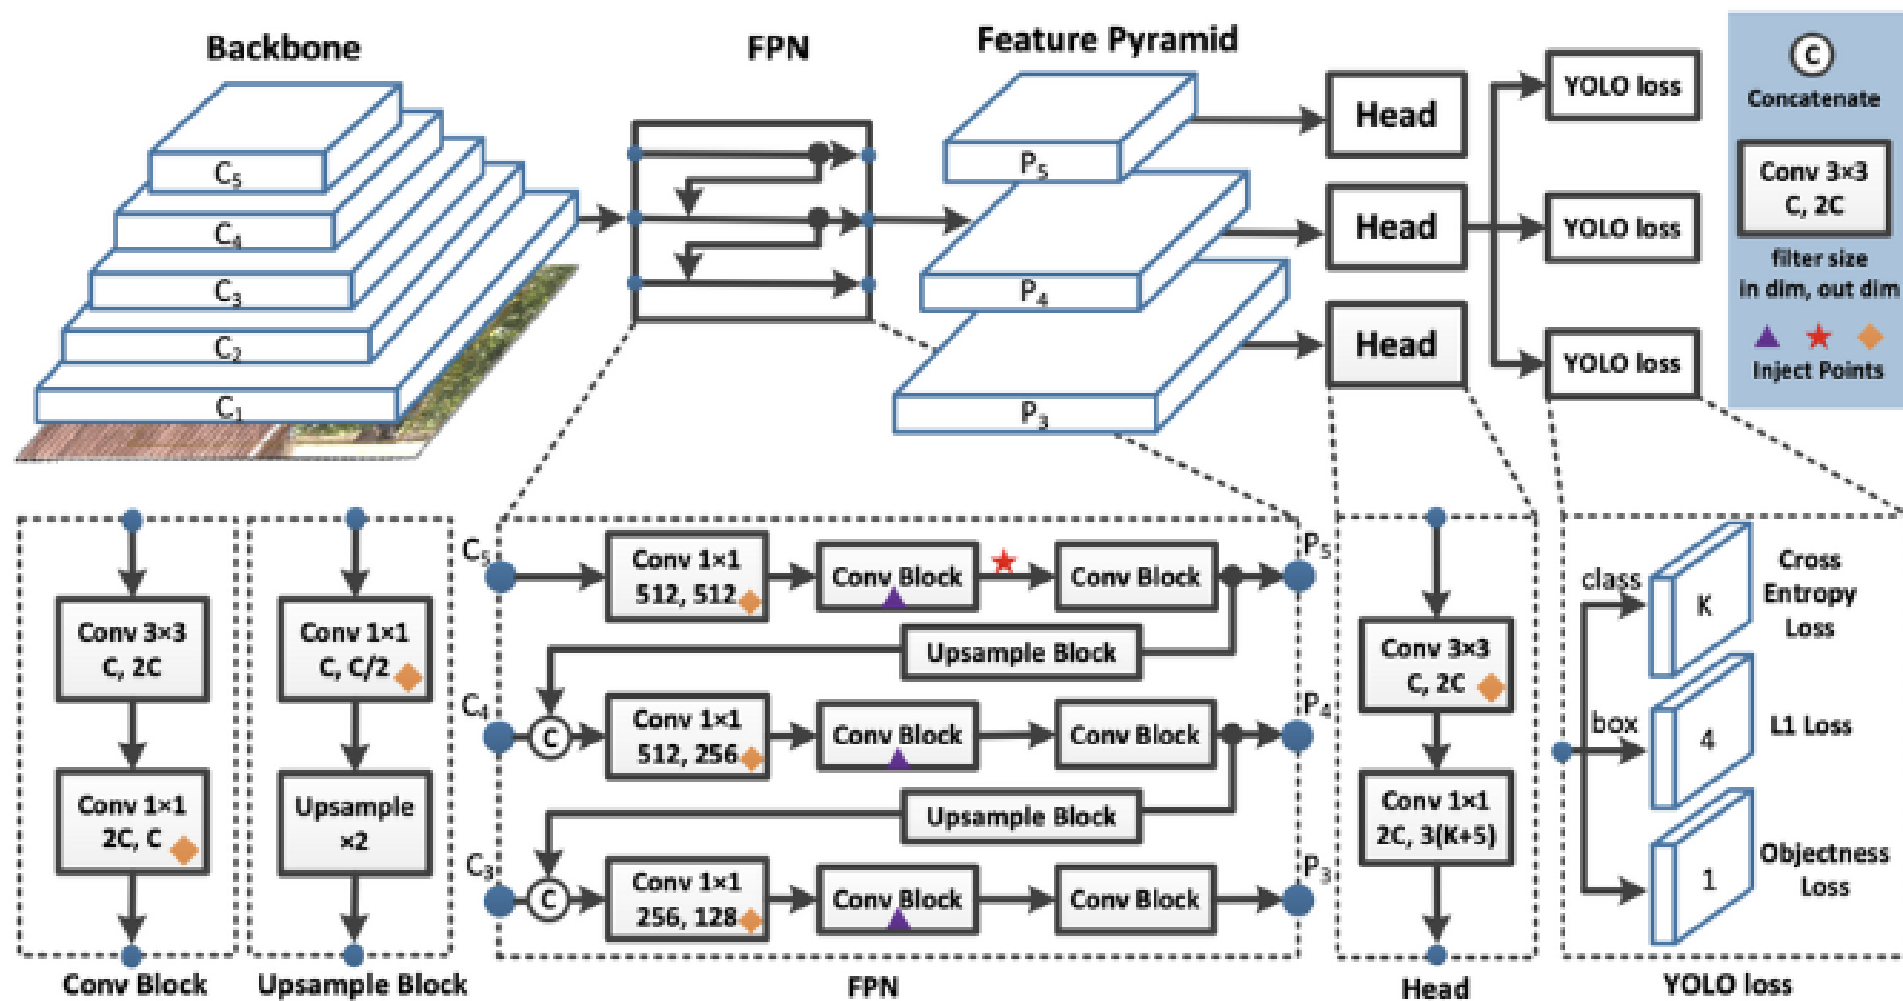 Backbone
FPN
Feature Pyramid
C5
C4
C3
C2
C1
P5
P4
P3
Head
Head
Head
YOLO loss
YOLO loss
YOLO loss
C
Concatenate
Conv 3×3
C, 2C
filter size
in dim, out dim
Inject Points
Conv 3×3
C, 2C
Conv 1×1
2C, C
Conv Block
Conv 1×1
C, C/2
Upsample
×2
Upsample Block
C5
Conv 1×1
512, 512
Conv Block
Conv Block
P5
Upsample Block
C4
C
Conv 1×1
512, 256
Conv Block
Conv Block
P4
Upsample Block
C3
C
Conv 1×1
256, 128
Conv Block
Conv Block
P3
FPN
Conv 3×3
C, 2C
Conv 1×1
2C, 3(K+5)
Head
class
K
Cross
Entropy
Loss
box
4
L1 Loss
1
Objectness
Loss
YOLO loss